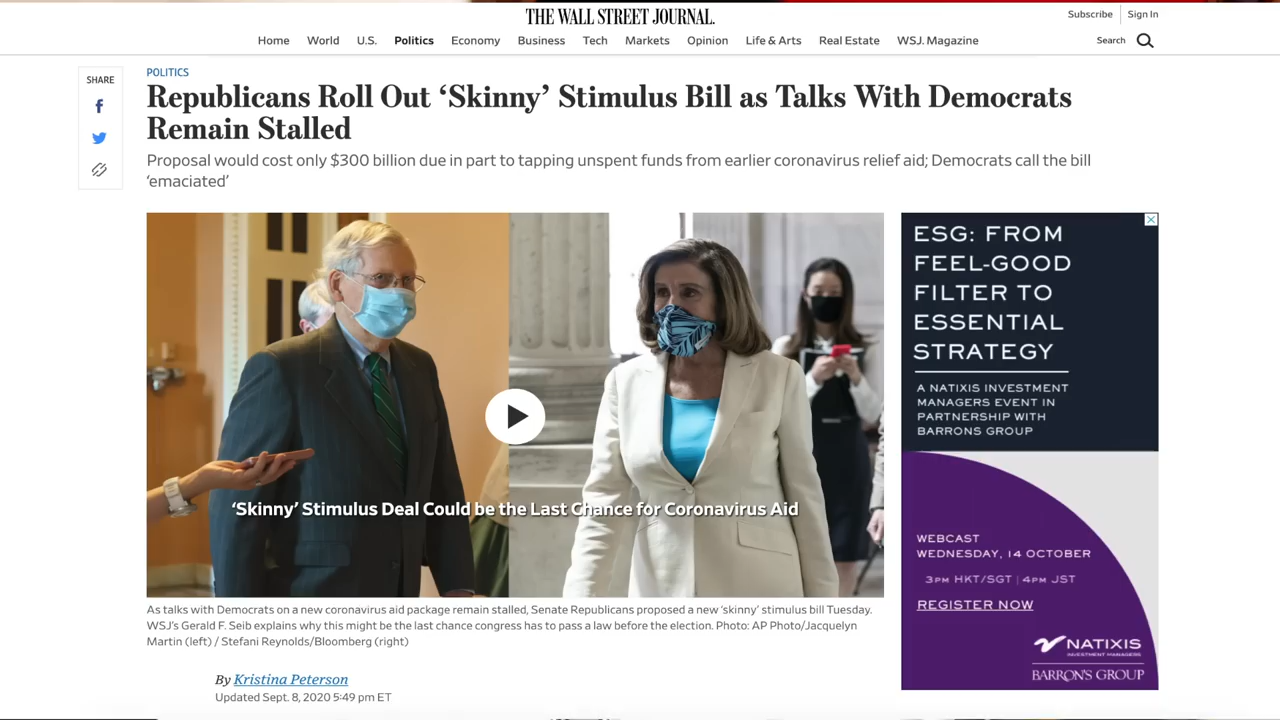 THE WALL STREET JOURNAL.
Subscribe
Sign In
Home World U.S. Politics Economy Business Tech Markets Opinion Life & Arts Real Estate WSJ. Magazine
Search
SHARE
POLITICS
Republicans Roll Out ‘Skinny’ Stimulus Bill as Talks With Democrats
Remain Stalled
Proposal would cost only $300 billion due in part to tapping unspent funds from earlier coronavirus relief aid; Democrats call the bill
‘emaciated’
‘Skinny’ Stimulus Deal Could be the Last Chance for Coronavirus Aid
As talks with Democrats on a new coronavirus aid package remain stalled, Senate Republicans proposed a new ‘skinny’ stimulus bill Tuesday.
WSJ’s Gerald F. Seib explains why this might be the last chance congress has to pass a law before the election. Photo: AP Photo/Jacquelyn
Martin (left) / Stefani Reynolds/Bloomberg (right)
By Kristina Peterson
Updated Sept. 8, 2020 5:49 pm ET
ESG: FROM
FEEL-GOOD
FILTER TO
ESSENTIAL
STRATEGY
A NATIXIS INVESTMENT
MANAGERS EVENT IN
PARTNERSHIP WITH
BARRONS GROUP
WEBCAST
WEDNESDAY, 14 OCTOBER
3PM HKT/SGT | 4PM JST
REGISTER NOW
NATIXIS
INVESTMENT MANAGERS
BARRON'S GROUP